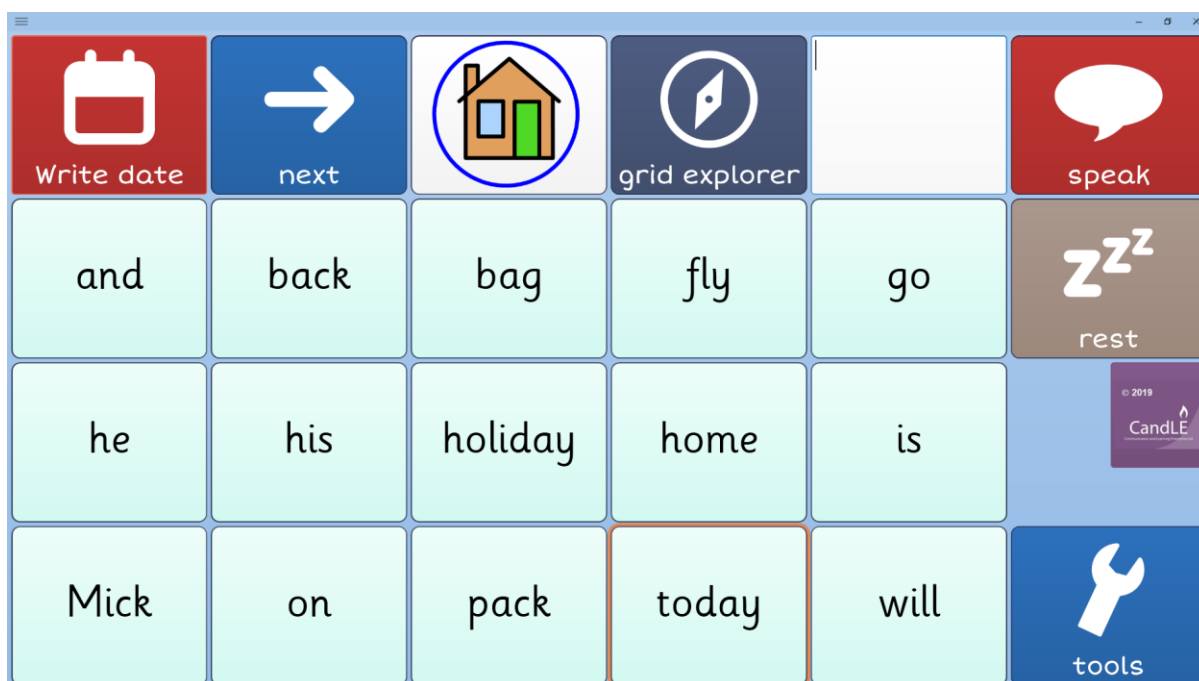 Write date
next
grid explorer
speak
and
back
bag
fly
go
zzz
rest
he
his
holiday
home
is
© 2019
CandLE
Mick
on
pack
today
will
tools